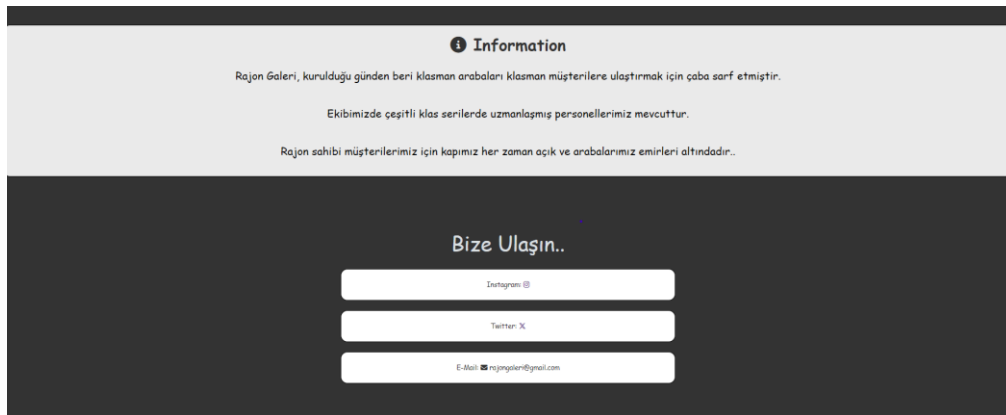 Information
Rajon Galeri, kurulduğu günden beri klasman arabaları klasman müşterilere ulaştırmak için çaba sarf etmiştir.
Ekibimizde çeşitli klas serilerde uzmanlaşmış personellerimiz mevcuttur.
Rajon sahibi müşterilerimiz için kapımız her zaman açık ve arabalarımız emirleri altındadır..
Bize Ulaşın..
Instagram:
Twitter:
E-Mail: rajongaleri@gmail.com